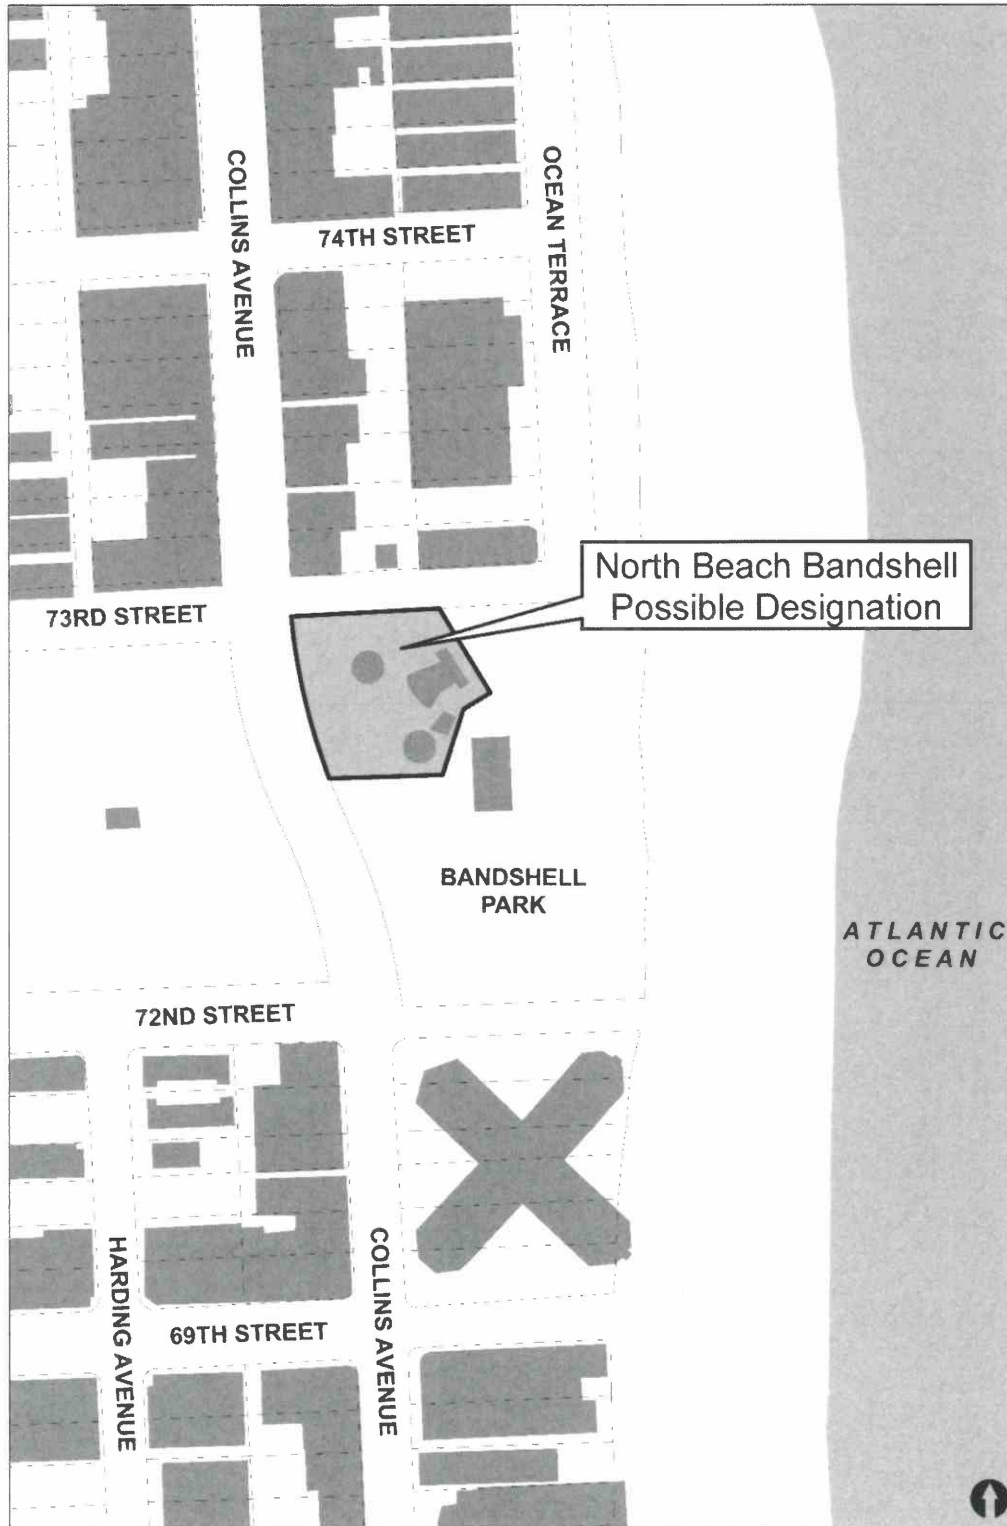 COLLINS AVENUE
OCEAN TERRACE
74TH STREET
North Beach Bandshell
Possible Designation
73RD STREET
BANDSHELL
PARK
ATLANTIC
OCEAN
72ND STREET
HARDING AVENUE
COLLINS AVENUE
69TH STREET